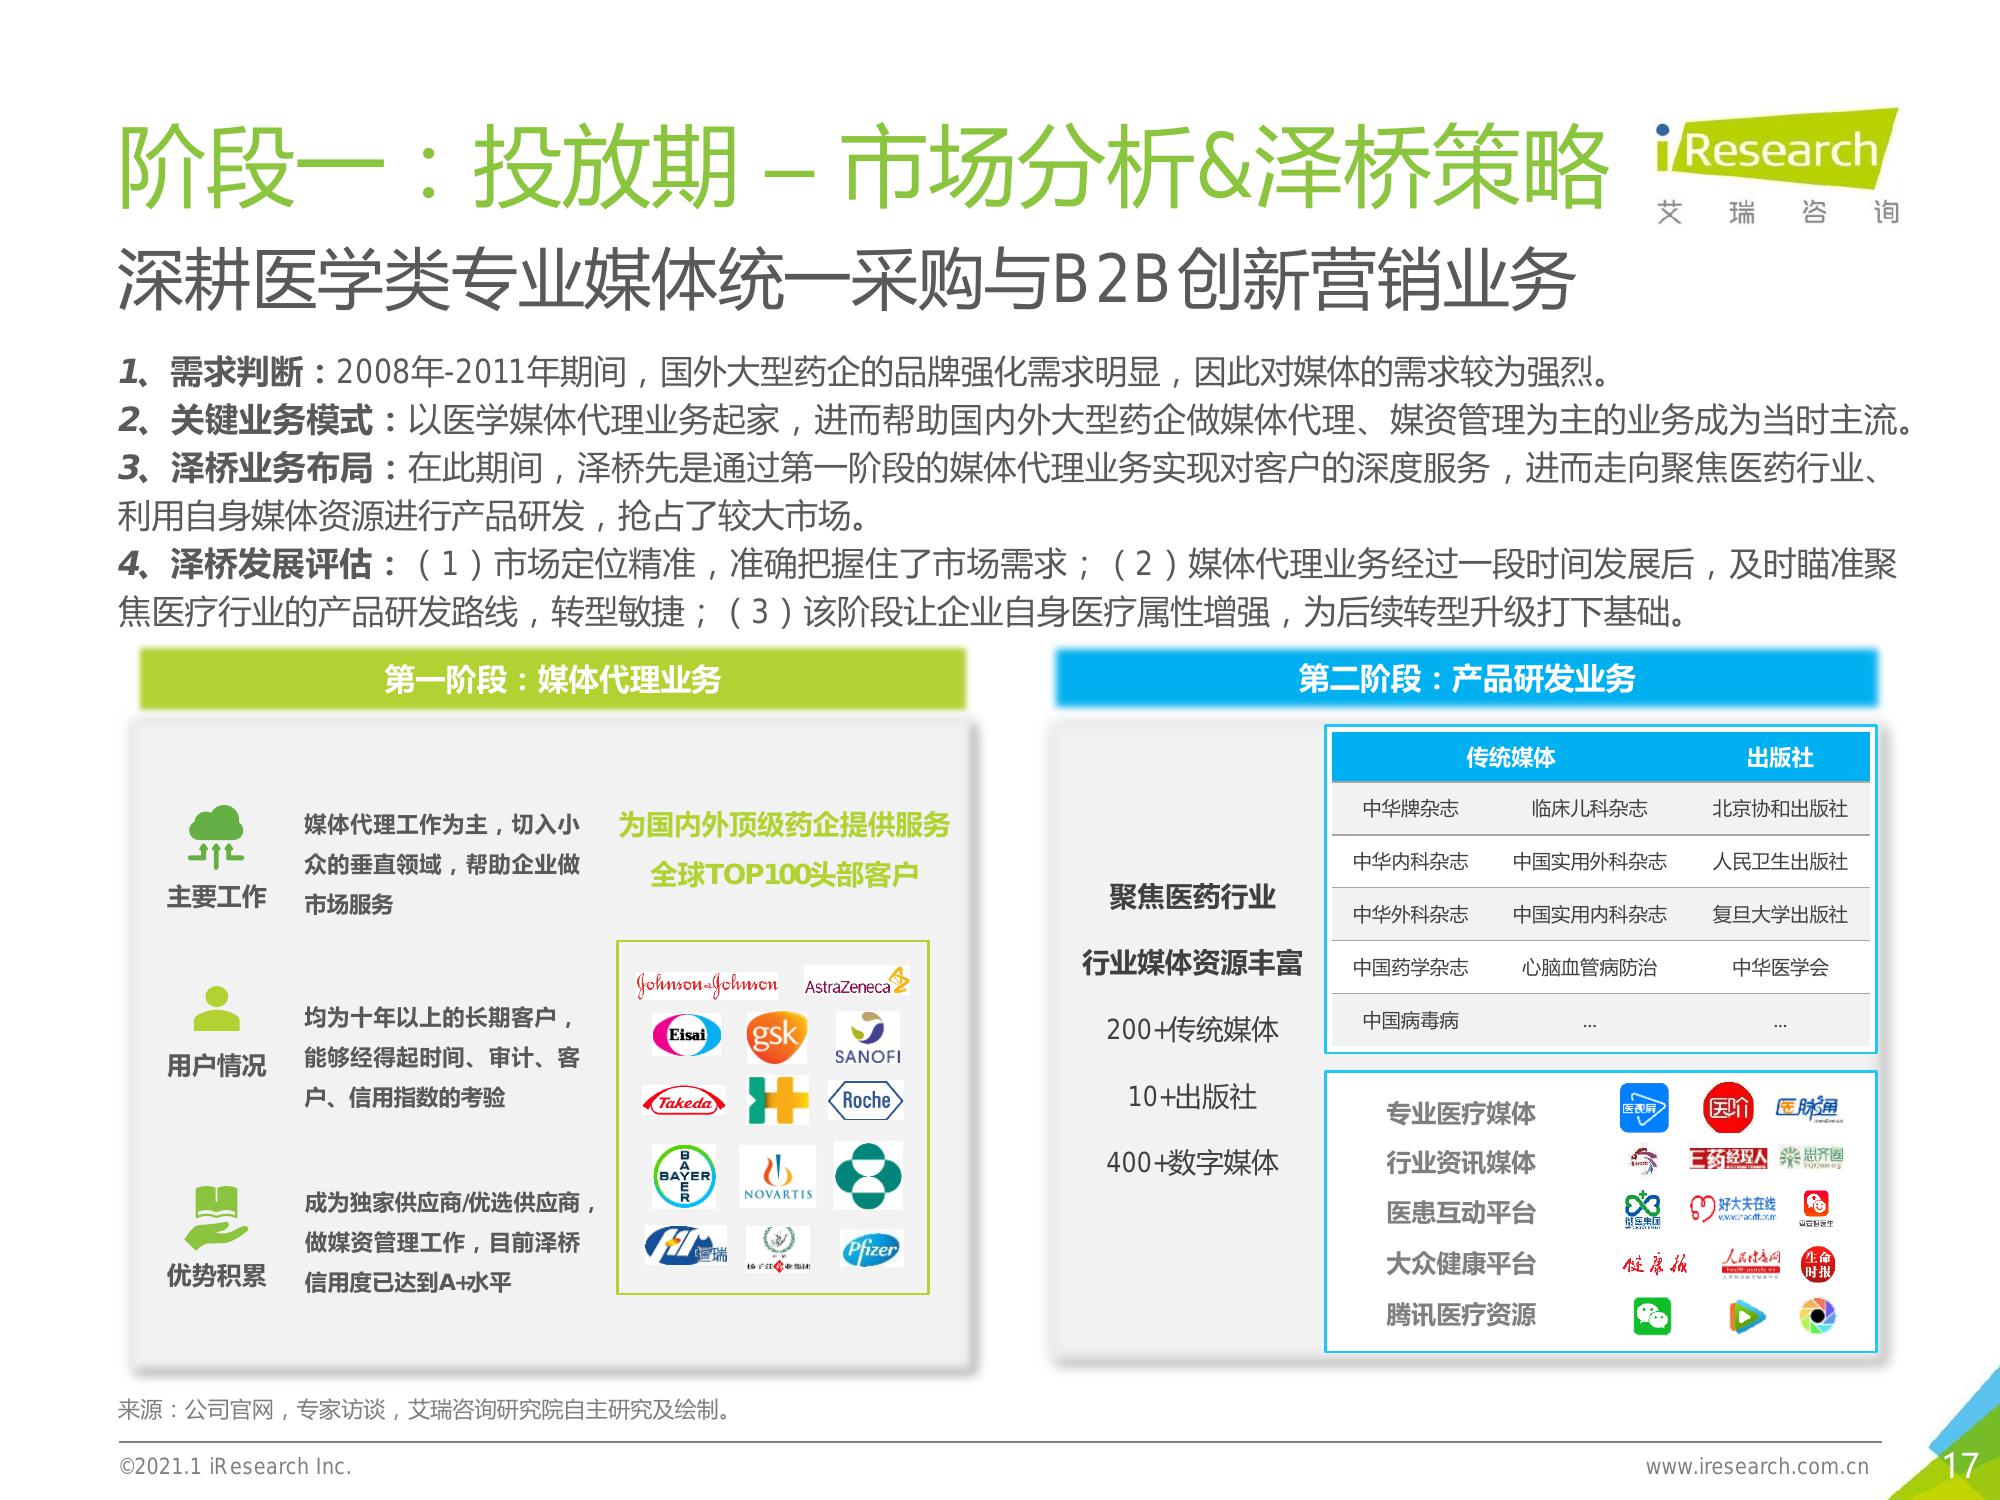 阶段一：投放期 – 市场分析&泽桥策略
iResearch
艾瑞咨询
深耕医学类专业媒体统一采购与B2B创新营销业务
1、需求判断：2008年-2011年期间，国外大型药企的品牌强化需求明显，因此对媒体的需求较为强烈。
2、关键业务模式：以医学媒体代理业务起家，进而帮助国内外大型药企做媒体代理、媒资管理为主的业务成为当时主流。
3、泽桥业务布局：在此期间，泽桥先是通过第一阶段的媒体代理业务实现对客户的深度服务，进而走向聚焦医药行业、
利用自身媒体资源进行产品研发，抢占了较大市场。
4、泽桥发展评估：（1）市场定位精准，准确把握住了市场需求；（2）媒体代理业务经过一段时间发展后，及时瞄准聚
焦医疗行业的产品研发路线，转型敏捷；（3）该阶段让企业自身医疗属性增强，为后续转型升级打下基础。
第一阶段：媒体代理业务
主要工作
媒体代理工作为主，切入小
众的垂直领域，帮助企业做
市场服务
用户情况
均为十年以上的长期客户，
能够经得起时间、审计、客
户、信用指数的考验
优势积累
成为独家供应商/优选供应商，
做媒资管理工作，目前泽桥
信用度已达到A+水平
为国内外顶级药企提供服务
全球TOP100头部客户
Johnson&Johnson AstraZeneca
Eisai gsk SANOFI
Takeda Roche
BAYER BAYER NOVARTIS
恒瑞 扬子江药业集团 Pfizer
第二阶段：产品研发业务
聚焦医药行业
行业媒体资源丰富
200+传统媒体
10+出版社
400+数字媒体
传统媒体 出版社
中华牌杂志 临床儿科杂志 北京协和出版社
中华内科杂志 中国实用外科杂志 人民卫生出版社
中华外科杂志 中国实用内科杂志 复旦大学出版社
中国药学杂志 心脑血管病防治 中华医学会
中国病毒病 ... ...
专业医疗媒体 医视屏 医阶 医脉通
行业资讯媒体 三药经理人 思齐圈
医患互动平台 微医集团 好大夫在线 www.haodf.com
大众健康平台 健康报 人民健康网 生命时报
腾讯医疗资源
来源：公司官网，专家访谈，艾瑞咨询研究院自主研究及绘制。
©2021.1 iResearch Inc.
www.iresearch.com.cn
17